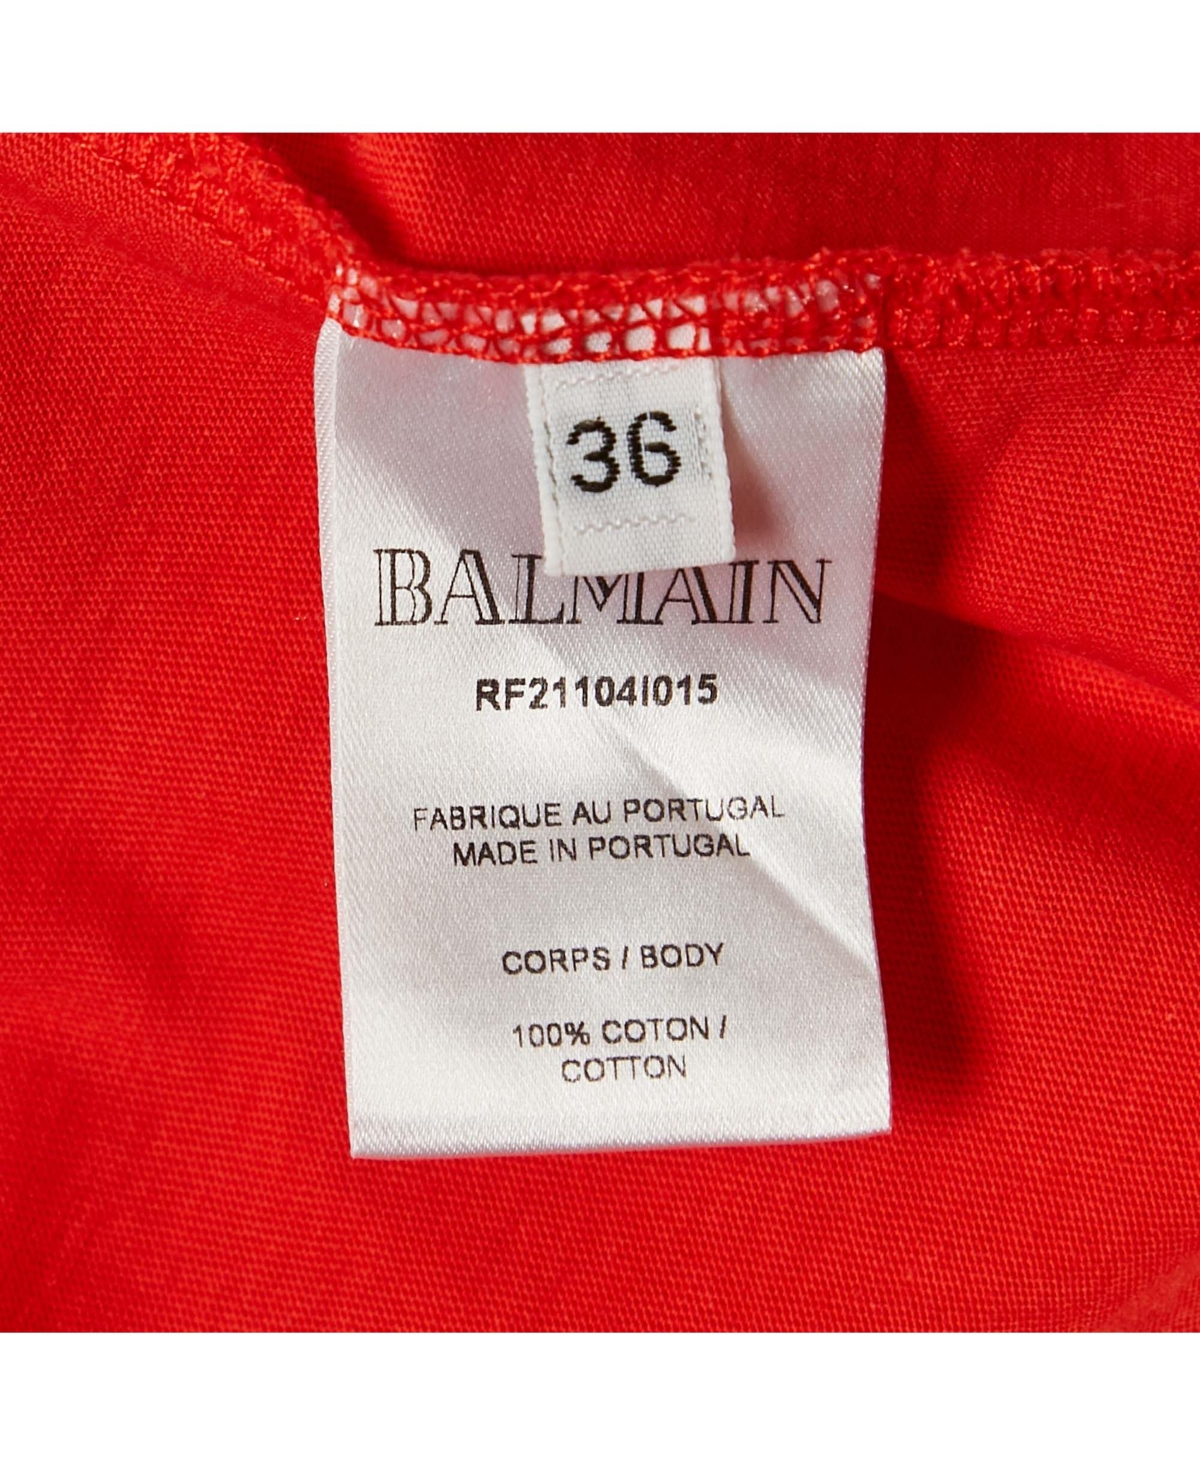 36
BALMAIN
RF21104I015
FABRIQUE AU PORTUGAL
MADE IN PORTUGAL
CORPS / BODY
100% COTON /
COTTON